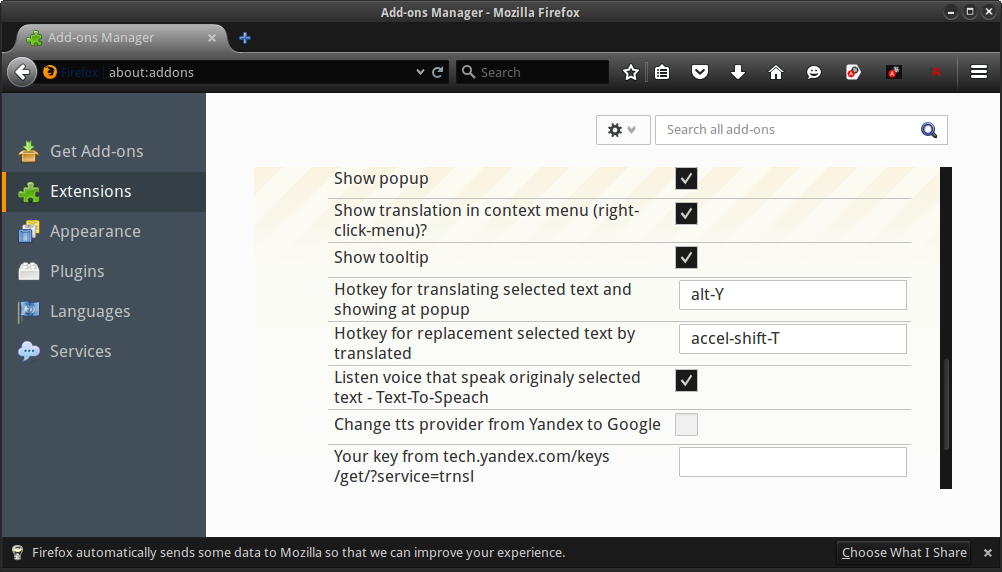 Add-ons Manager - Mozilla Firefox
Add-ons Manager
Firefox about:addons
Search
Search all add-ons
Get Add-ons
Extensions
Appearance
Plugins
Languages
Services
Show popup
Show translation in context menu (right-
click-menu)?
Show tooltip
Hotkey for translating selected text and
showing at popup
alt-Y
Hotkey for replacement selected text by
translated
accel-shift-T
Listen voice that speak originaly selected
text - Text-To-Speach
Change tts provider from Yandex to Google
Your key from tech.yandex.com/keys
/get/?service=trnsl
Firefox automatically sends some data to Mozilla so that we can improve your experience.
Choose What I Share